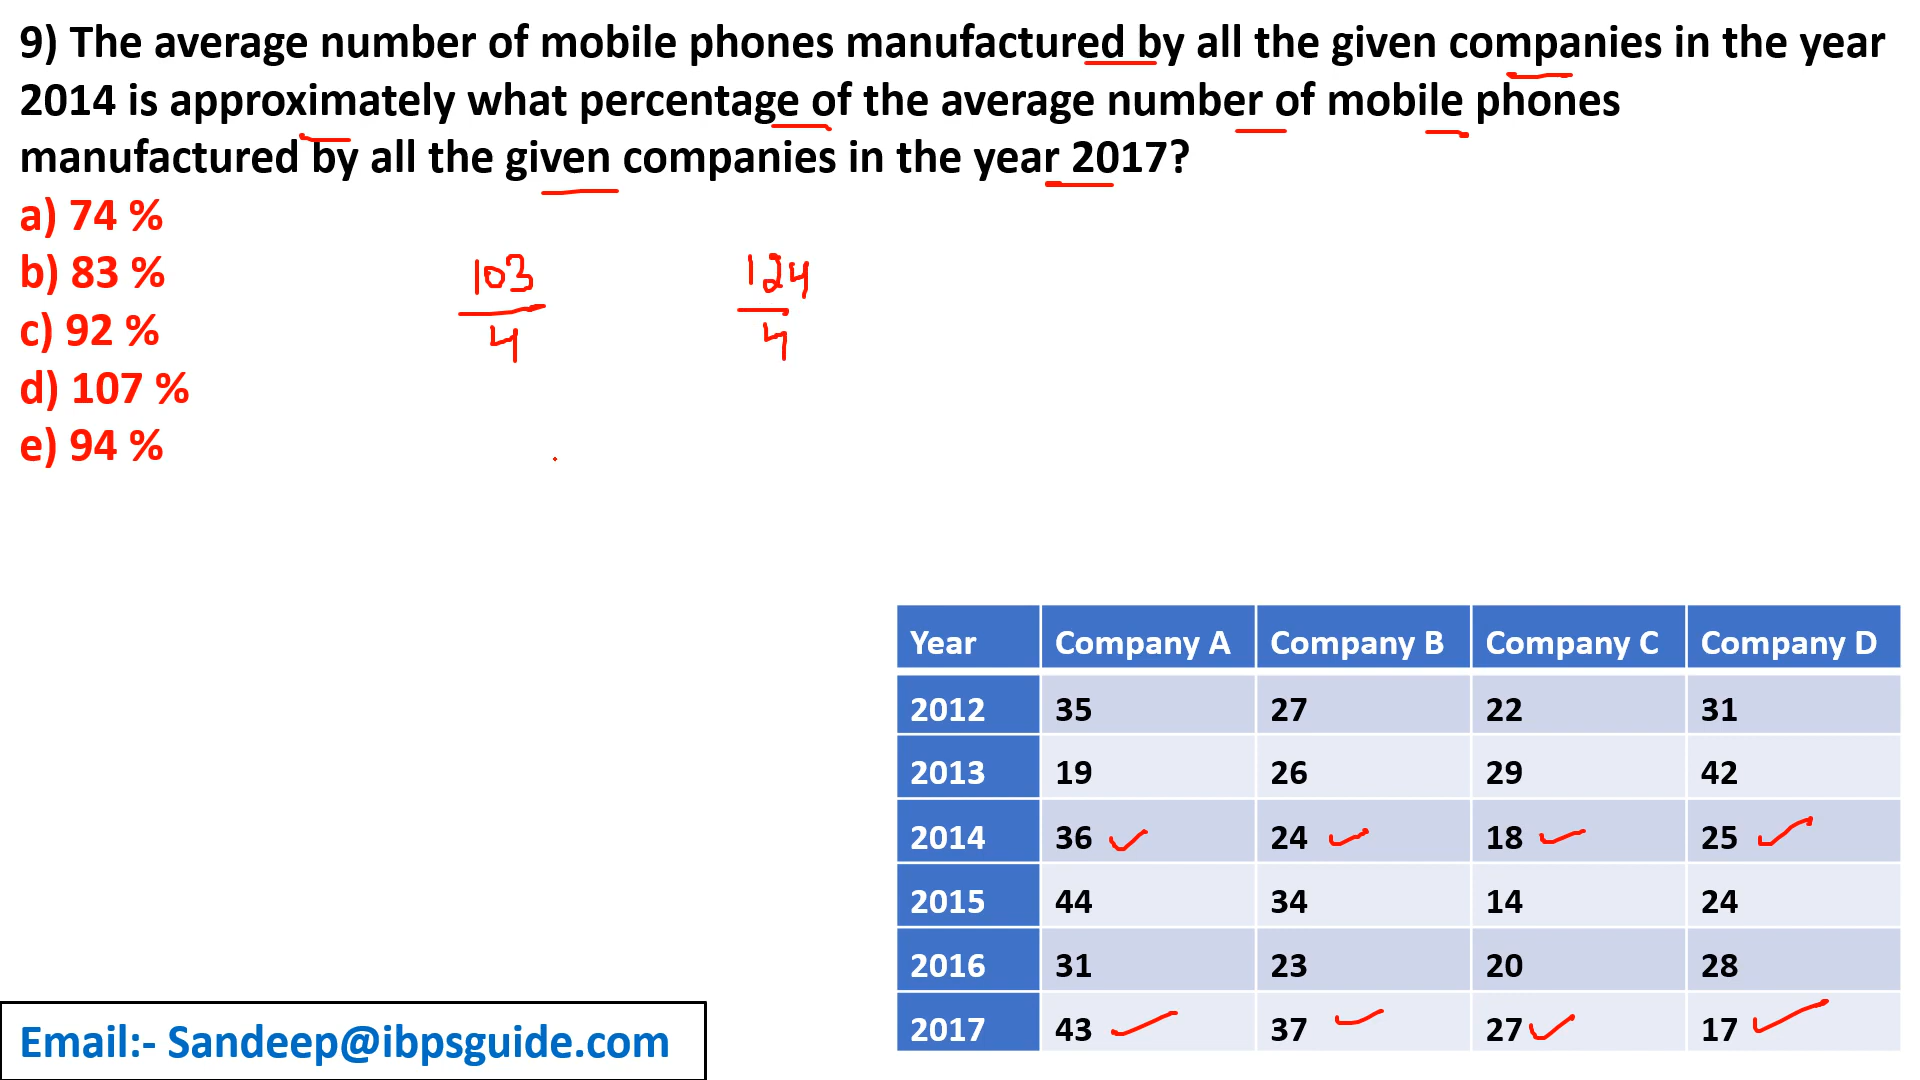 9) The average number of mobile phones manufactured by all the given companies in the year
2014 is approximately what percentage of the average number of mobile phones
manufactured by all the given companies in the year 2017?
a) 74 %
b) 83 %
c) 92 %
d) 107 %
e) 94 %
103 124
4 4
Year Company A Company B Company C Company D
2012 35 27 22 31
2013 19 26 29 42
2014 36 24 18 25
2015 44 34 14 24
2016 31 23 20 28
2017 43 37 27 17
Email:- Sandeep@ibpsguide.com